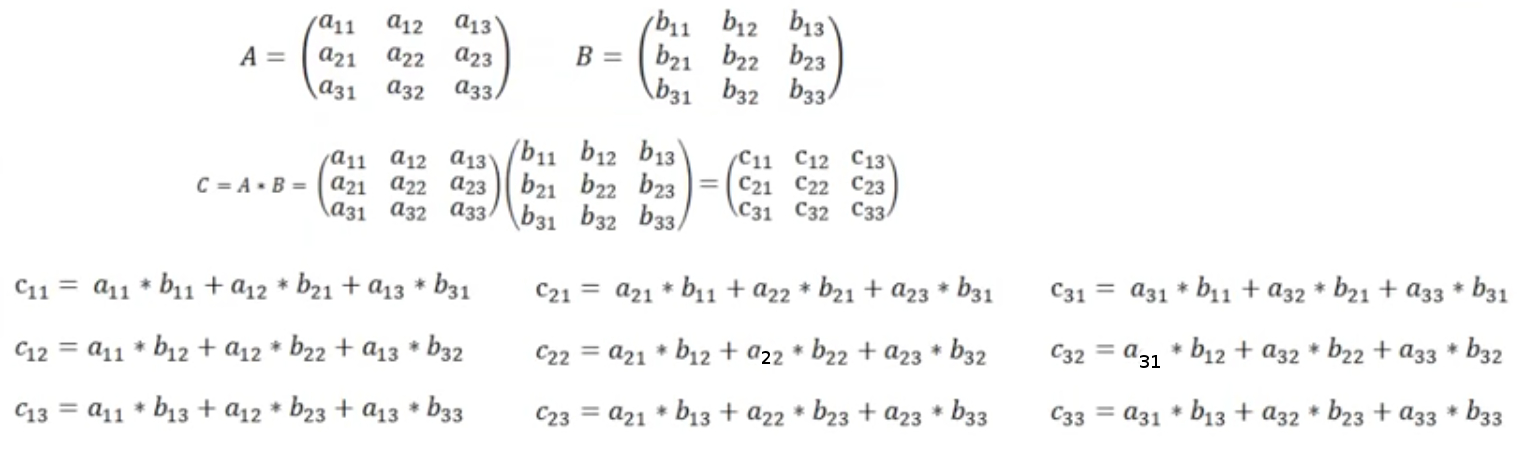 A = (a₁₁ a₁₂ a₁₃ B = (b₁₁ b₁₂ b₁₃
a₂₁ a₂₂ a₂₃ b₂₁ b₂₂ b₂₃
a₃₁ a₃₂ a₃₃) b₃₁ b₃₂ b₃₃)
C = A * B = (a₁₁ a₁₂ a₁₃ (b₁₁ b₁₂ b₁₃ = (c₁₁ c₁₂ c₁₃
a₂₁ a₂₂ a₂₃ b₂₁ b₂₂ b₂₃ c₂₁ c₂₂ c₂₃
a₃₁ a₃₂ a₃₃) b₃₁ b₃₂ b₃₃) c₃₁ c₃₂ c₃₃)
c₁₁ = a₁₁ * b₁₁ + a₁₂ * b₂₁ + a₁₃ * b₃₁ c₂₁ = a₂₁ * b₁₁ + a₂₂ * b₂₁ + a₂₃ * b₃₁ c₃₁ = a₃₁ * b₁₁ + a₃₂ * b₂₁ + a₃₃ * b₃₁
c₁₂ = a₁₁ * b₁₂ + a₁₂ * b₂₂ + a₁₃ * b₃₂ c₂₂ = a₂₁ * b₁₂ + a₂₂ * b₂₂ + a₂₃ * b₃₂ c₃₂ = a₃₁ * b₁₂ + a₃₂ * b₂₂ + a₃₃ * b₃₂
c₁₃ = a₁₁ * b₁₃ + a₁₂ * b₂₃ + a₁₃ * b₃₃ c₂₃ = a₂₁ * b₁₃ + a₂₂ * b₂₃ + a₂₃ * b₃₃ c₃₃ = a₃₁ * b₁₃ + a₃₂ * b₂₃ + a₃₃ * b₃₃